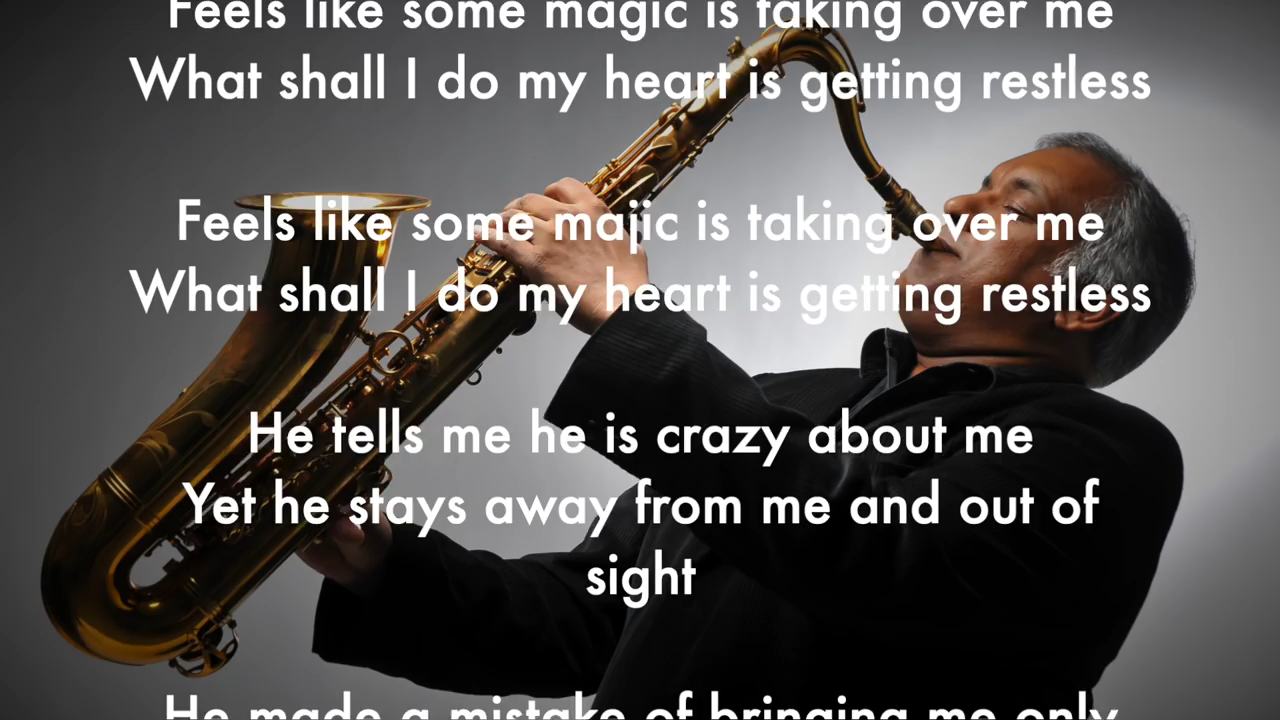 Feels like some magic is taking over me
What shall I do my heart is getting restless
Feels like some majic is taking over me
What shall I do my heart is getting restless
He tells me he is crazy about me
Yet he stays away from me and out of
sight
He made a mistake of bringing me only